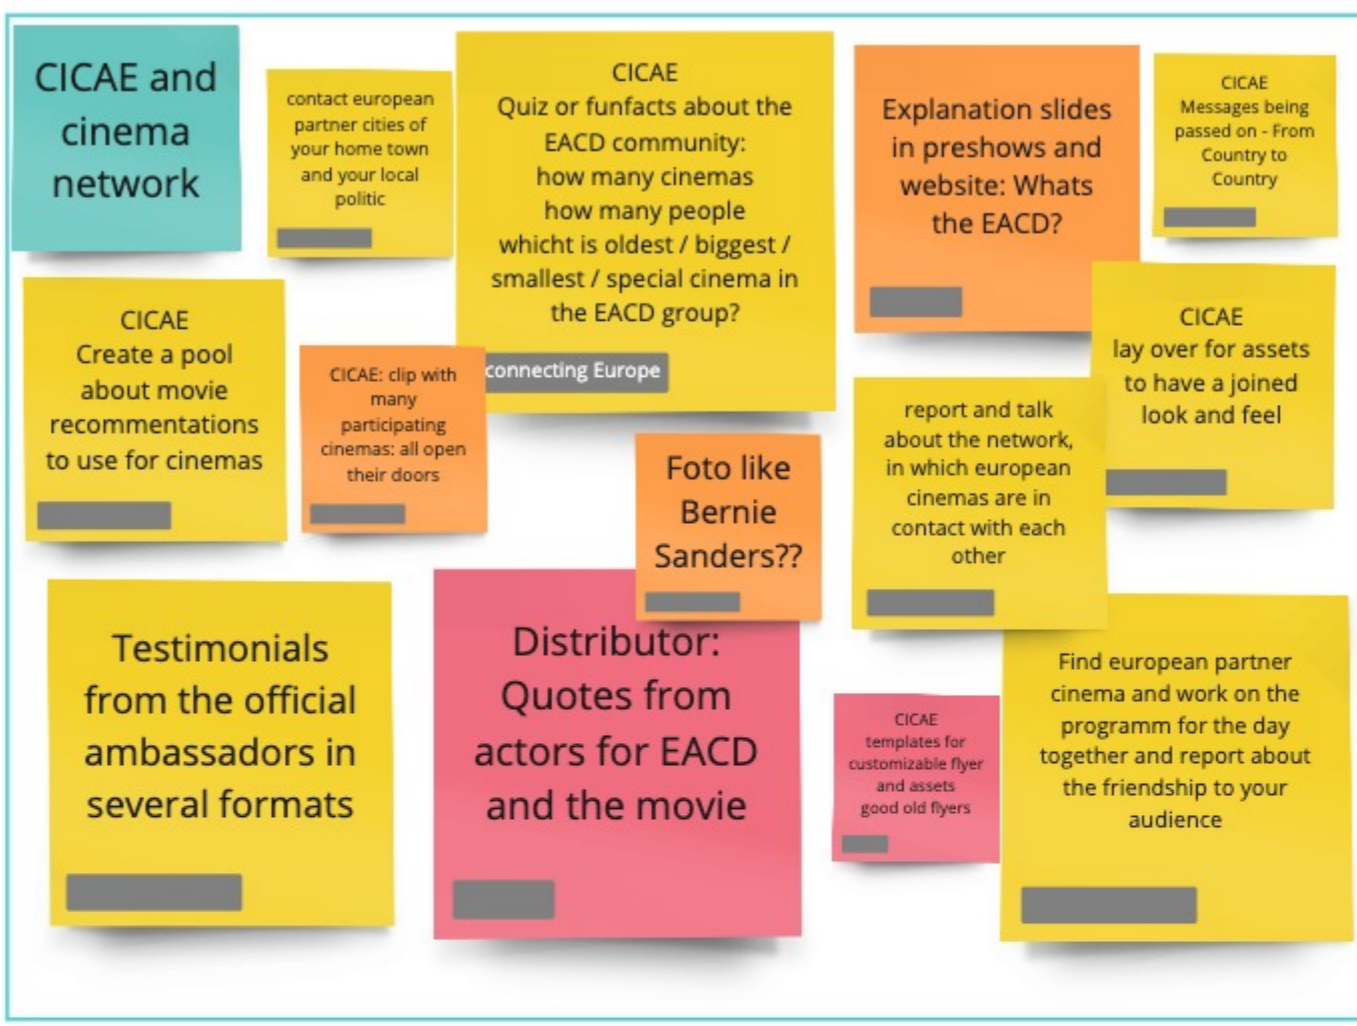 CICAE and
cinema
network
contact european
partner cities of
your home town
and your local
politic
CICAE
Quiz or funfacts about the
EACD community:
how many cinemas
how many people
whicht is oldest / biggest /
smallest / special cinema in
the EACD group?
connecting Europe
Explanation slides
in preshows and
website: Whats
the EACD?
CICAE
Messages being
passed on - From
Country to
Country
CICAE
Create a pool
about movie
recommentations
to use for cinemas
CICAE: clip with
many
participating
cinemas: all open
their doors
Foto like
Bernie
Sanders??
report and talk
about the network,
in which european
cinemas are in
contact with each
other
CICAE
lay over for assets
to have a joined
look and feel
Testimonials
from the official
ambassadors in
several formats
Distributor:
Quotes from
actors for EACD
and the movie
CICAE
templates for
customizable flyer
and assets
good old flyers
Find european partner
cinema and work on the
programm for the day
together and report about
the friendship to your
audience